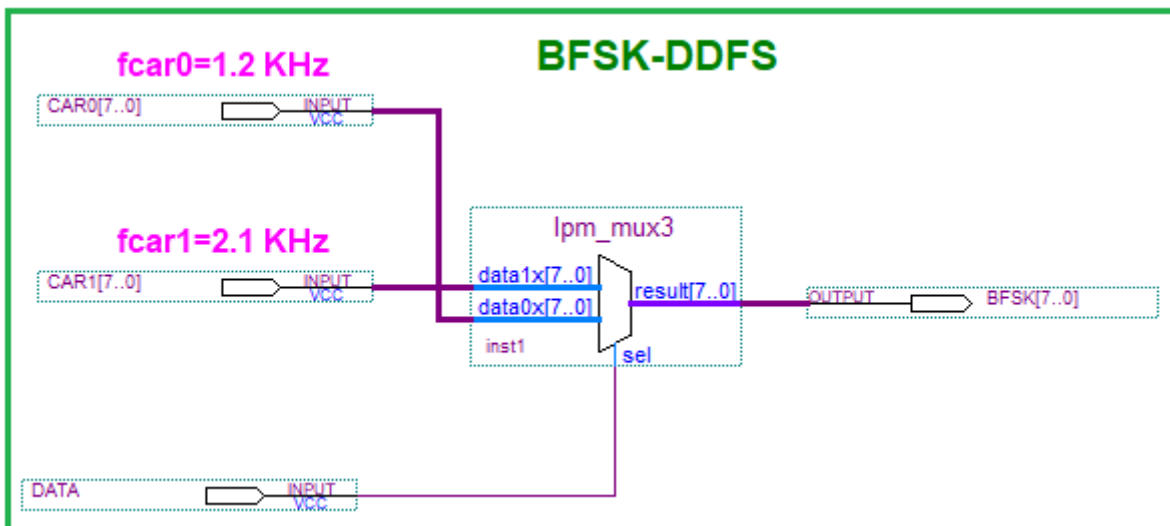 BFSK-DDFS
fcar0=1.2 KHz
CAR0[7..0]
INPUT
VCC
fcar1=2.1 KHz
CAR1[7..0]
INPUT
VCC
lpm_mux3
data1x[7..0]
data0x[7..0]
result[7..0]
inst1
sel
OUTPUT
BFSK[7..0]
DATA
INPUT
VCC